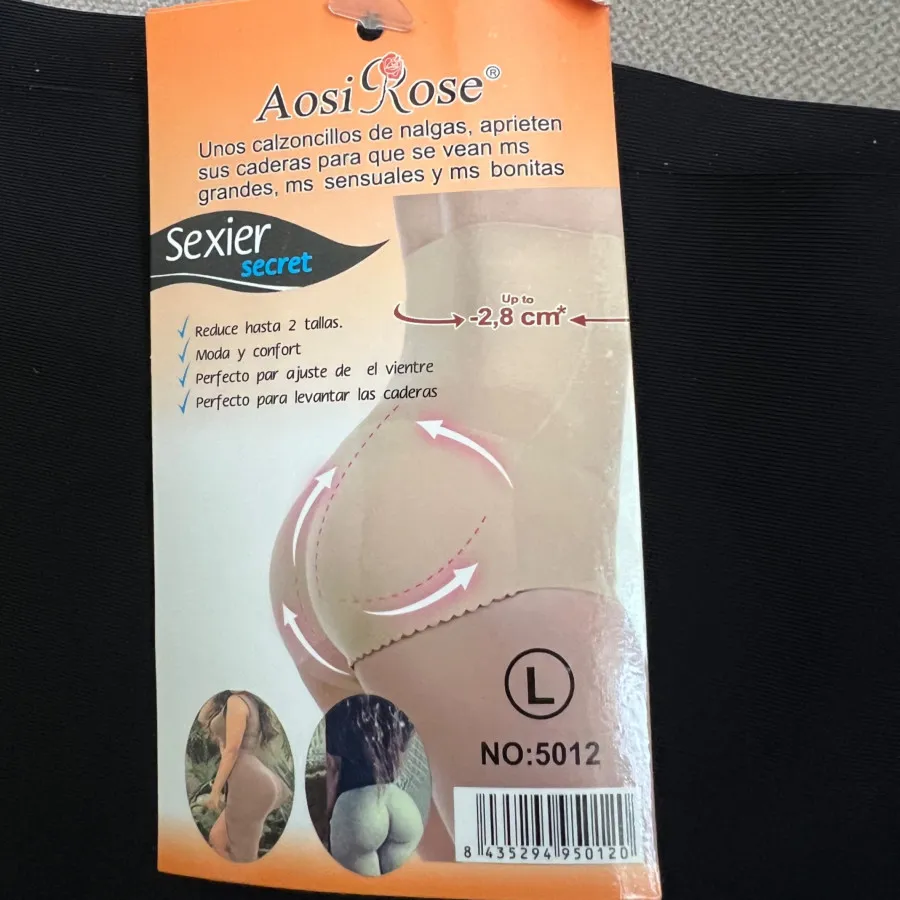 Aosi Rose®
Unos calzoncillos de nalgas, aprieten
sus caderas para que se vean ms
grandes, ms sensuales y ms bonitas
Sexier
secret
Up to
-2,8 cm*
Reduce hasta 2 tallas.
Moda y confort
Perfecto par ajuste de el vientre
Perfecto para levantar las caderas
L
NO:5012
8 435294 950120